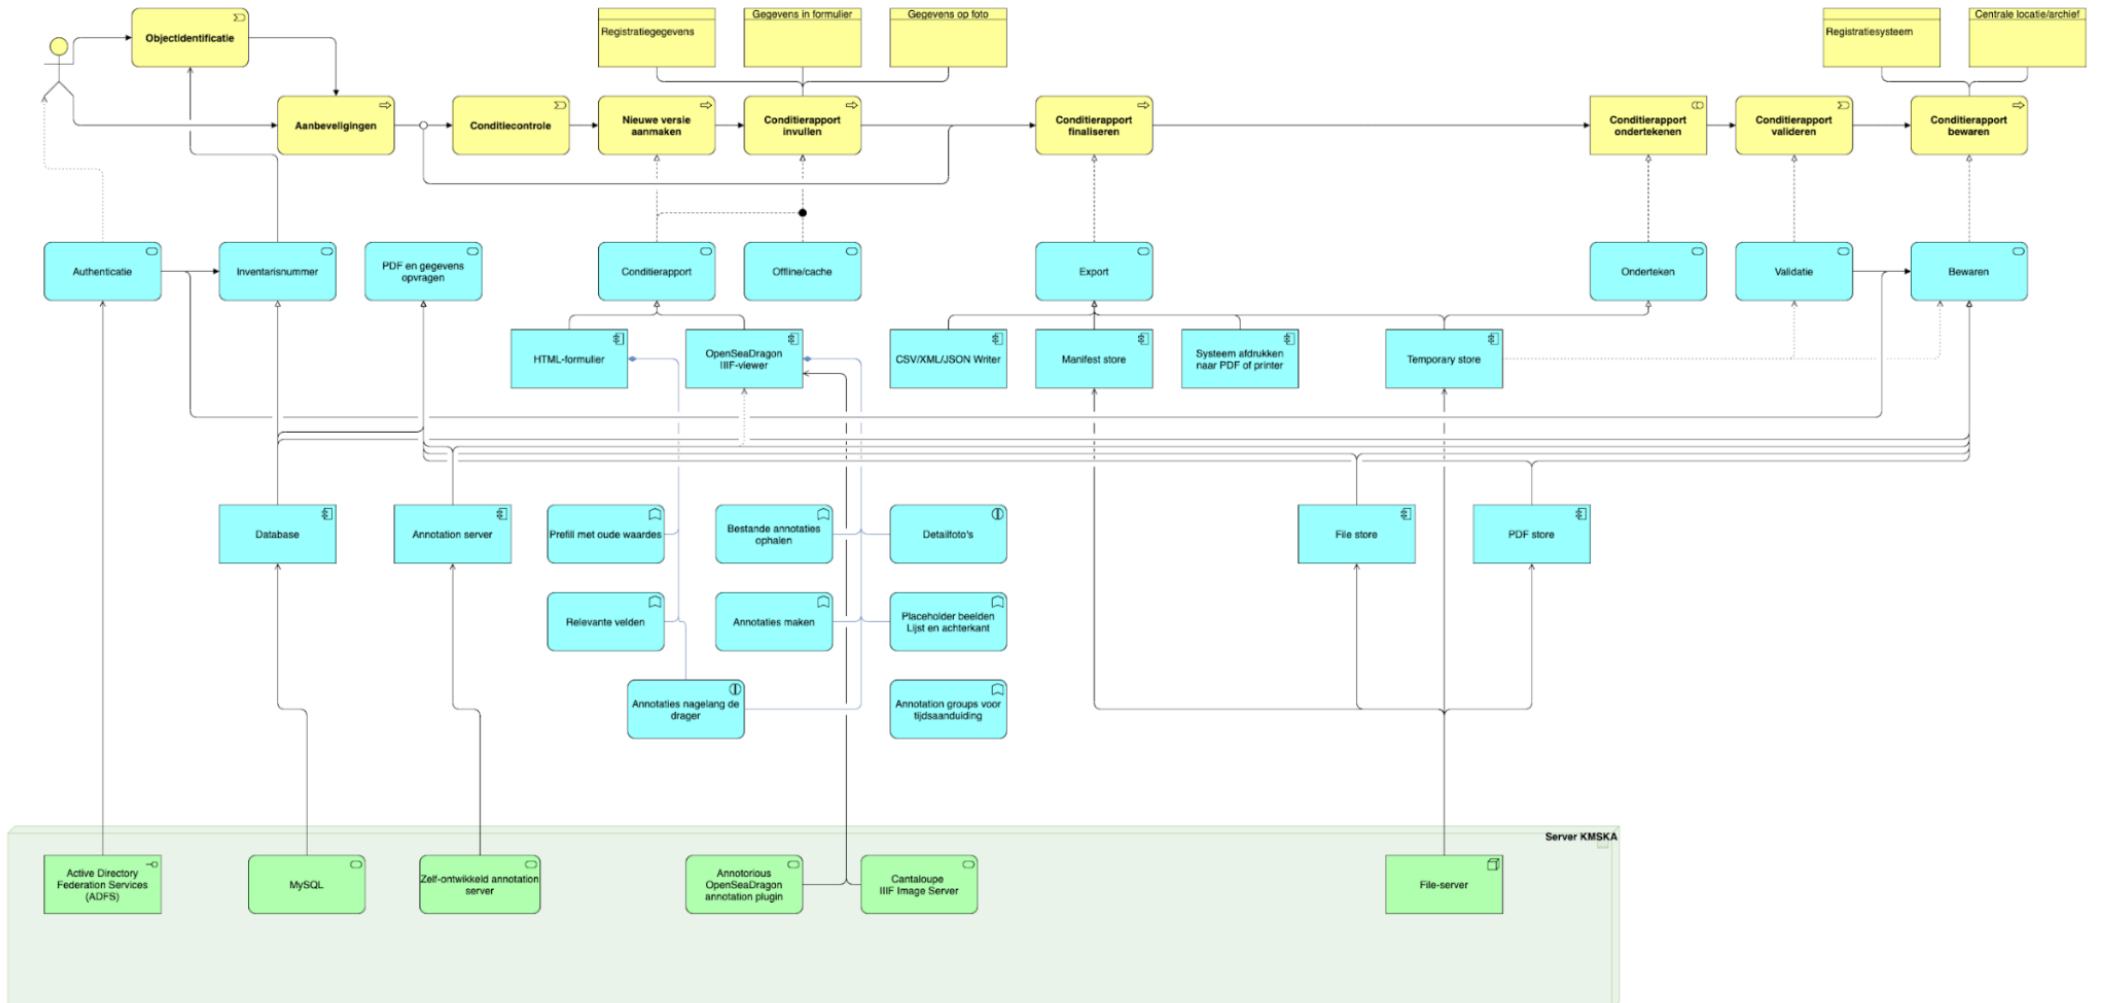 Gegevens in formulier
Gegevens op foto
Centrale locatie/archief
Objectidentificatie
Registratiegegevens
Registratiesysteem
Aanbeveligingen
Conditiecontrole
Nieuwe versie
aanmaken
Conditierapport
invullen
Conditierapport
finaliseren
Conditierapport
ondertekenen
Conditierapport
valideren
Conditierapport
bewaren
Authenticatie
Inventarisnummer
PDF en gegevens
opvragen
Conditierapport
Offline/cache
Export
Onderteken
Validatie
Bewaren
HTML-formulier
OpenSeaDragon
IIIF-viewer
CSV/XML/JSON Writer
Manifest store
Systeem afdrukken
naar PDF of printer
Temporary store
Database
Annotation server
Prefill met oude waardes
Bestande annotaties
ophalen
Detailfoto's
File store
PDF store
Relevante velden
Annotaties maken
Placeholder beelden
Lijst en achterkant
Annotaties nagelang de
drager
Annotation groups voor
tijdsaanduiding
Server KMSKA
Active Directory
Federation Services
(ADFS)
MySQL
Zelf-ontwikkeld annotation
server
Annotorious
OpenSeaDragon
annotation plugin
Cantaloupe
IIIF Image Server
File-server